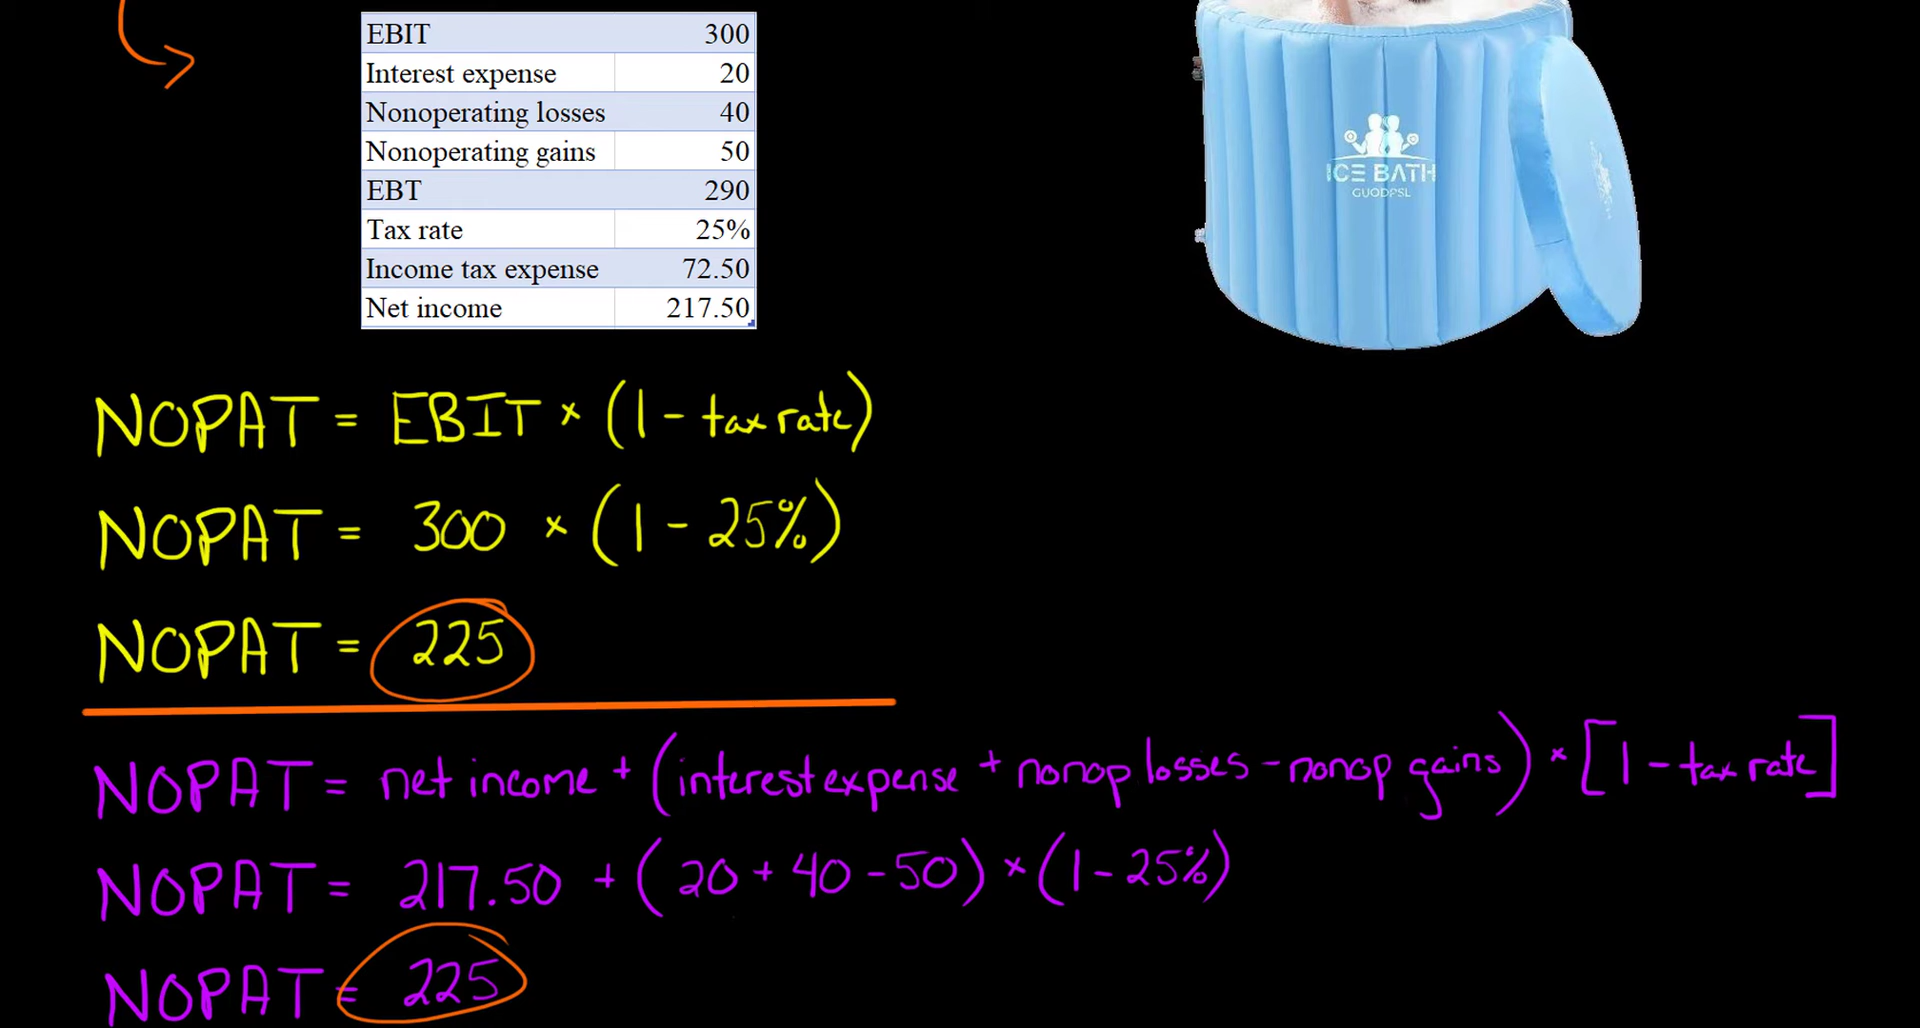 EBIT 300
Interest expense 20
Nonoperating losses 40
Nonoperating gains 50
EBT 290
Tax rate 25%
Income tax expense 72.50
Net income 217.50
ICE BATH
GUODPSL
NOPAT = EBIT × (1 - tax rate)
NOPAT = 300 × (1 - 25%)
NOPAT = 225
NOPAT = net income + (interest expense + nonop losses - nonop gains) × [1 - tax rate]
NOPAT = 217.50 + (20 + 40 - 50) × (1 - 25%)
NOPAT = 225